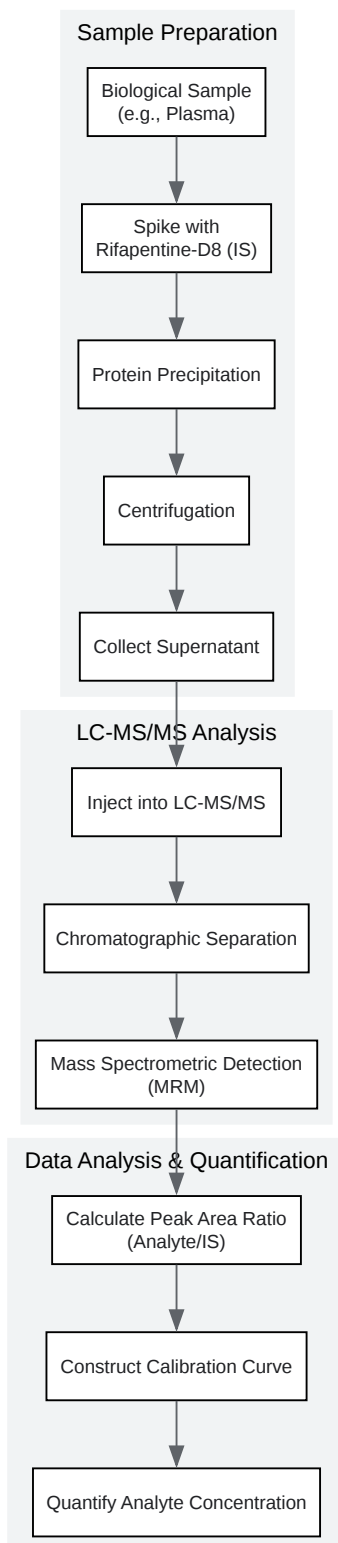 Sample Preparation
Biological Sample
(e.g., Plasma)
Spike with
Rifapentine-D8 (IS)
Protein Precipitation
Centrifugation
Collect Supernatant
LC-MS/MS Analysis
Inject into LC-MS/MS
Chromatographic Separation
Mass Spectrometric Detection
(MRM)
Data Analysis & Quantification
Calculate Peak Area Ratio
(Analyte/IS)
Construct Calibration Curve
Quantify Analyte Concentration